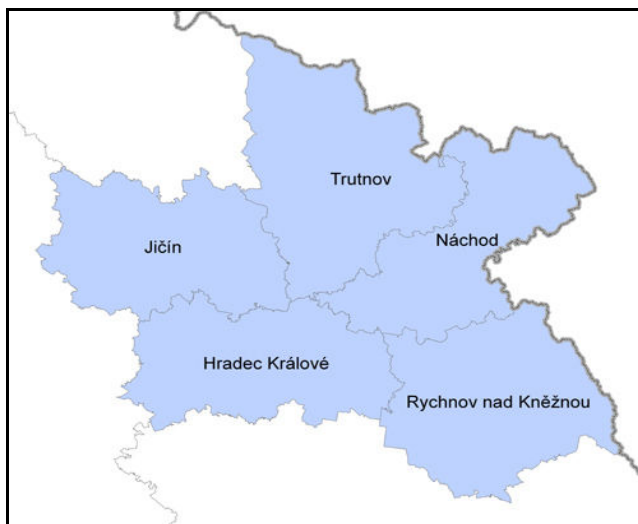 Trutnov
Náchod
Jičín
Hradec Králové
Rychnov nad Kněžnou